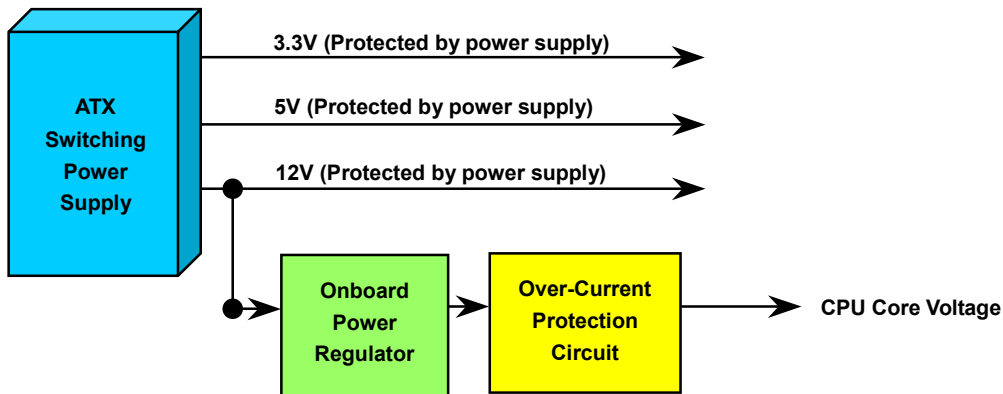 3.3V (Protected by power supply)
ATX
Switching
Power
Supply
5V (Protected by power supply)
12V (Protected by power supply)
Onboard
Power
Regulator
Over-Current
Protection
Circuit
CPU Core Voltage